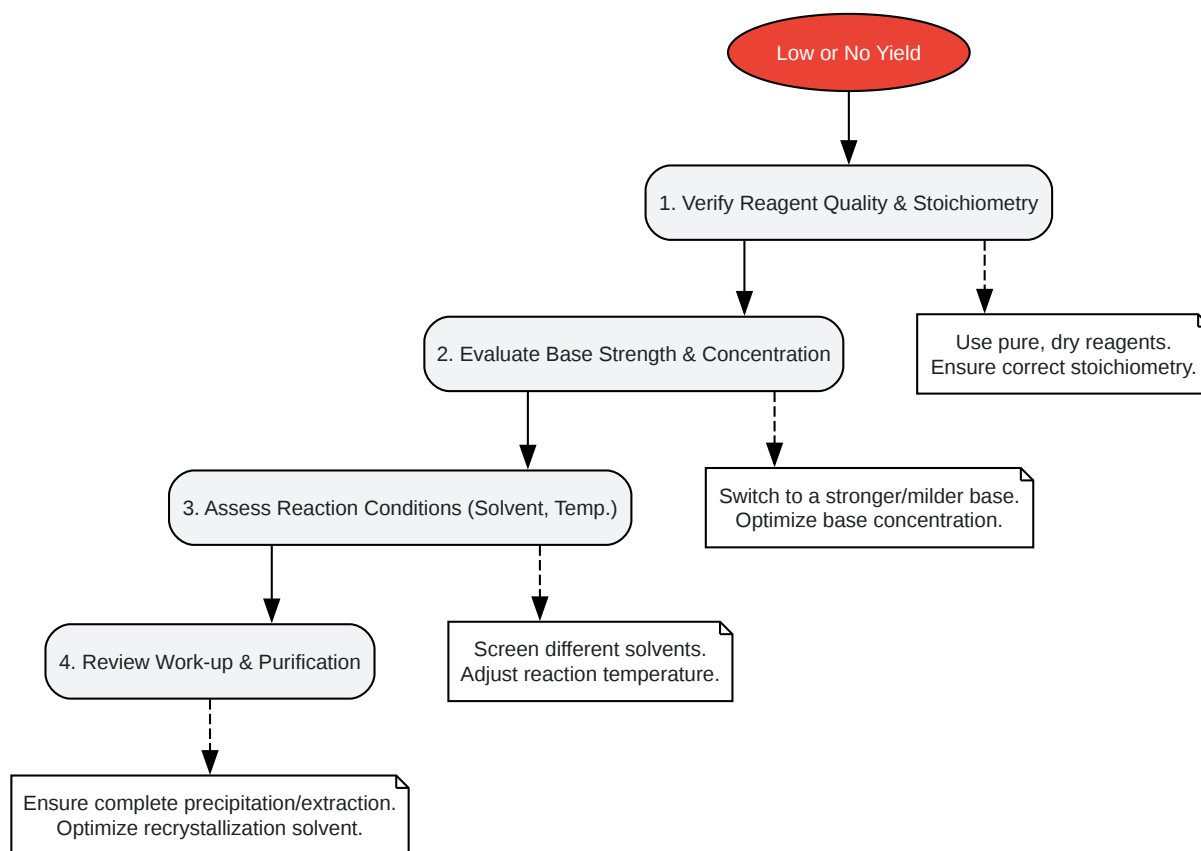 Low or No Yield
1. Verify Reagent Quality & Stoichiometry
Use pure, dry reagents.
Ensure correct stoichiometry.
2. Evaluate Base Strength & Concentration
Switch to a stronger/milder base.
Optimize base concentration.
3. Assess Reaction Conditions (Solvent, Temp.)
Screen different solvents.
Adjust reaction temperature.
4. Review Work-up & Purification
Ensure complete precipitation/extraction.
Optimize recrystallization solvent.